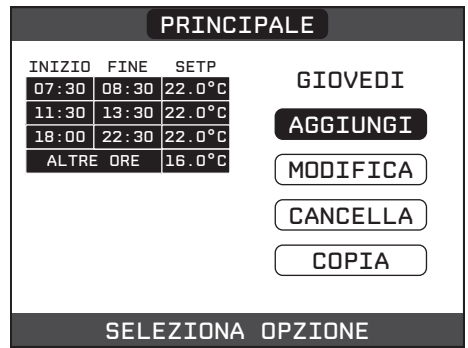 PRINCIPALE
INIZIO FINE SETP
07:30 08:30 22.0°C
11:30 13:30 22.0°C
18:00 22:30 22.0°C
ALTRE ORE 16.0°C
GIOVEDI
AGGIUNGI
MODIFICA
CANCELLA
COPIA
SELEZIONA OPZIONE